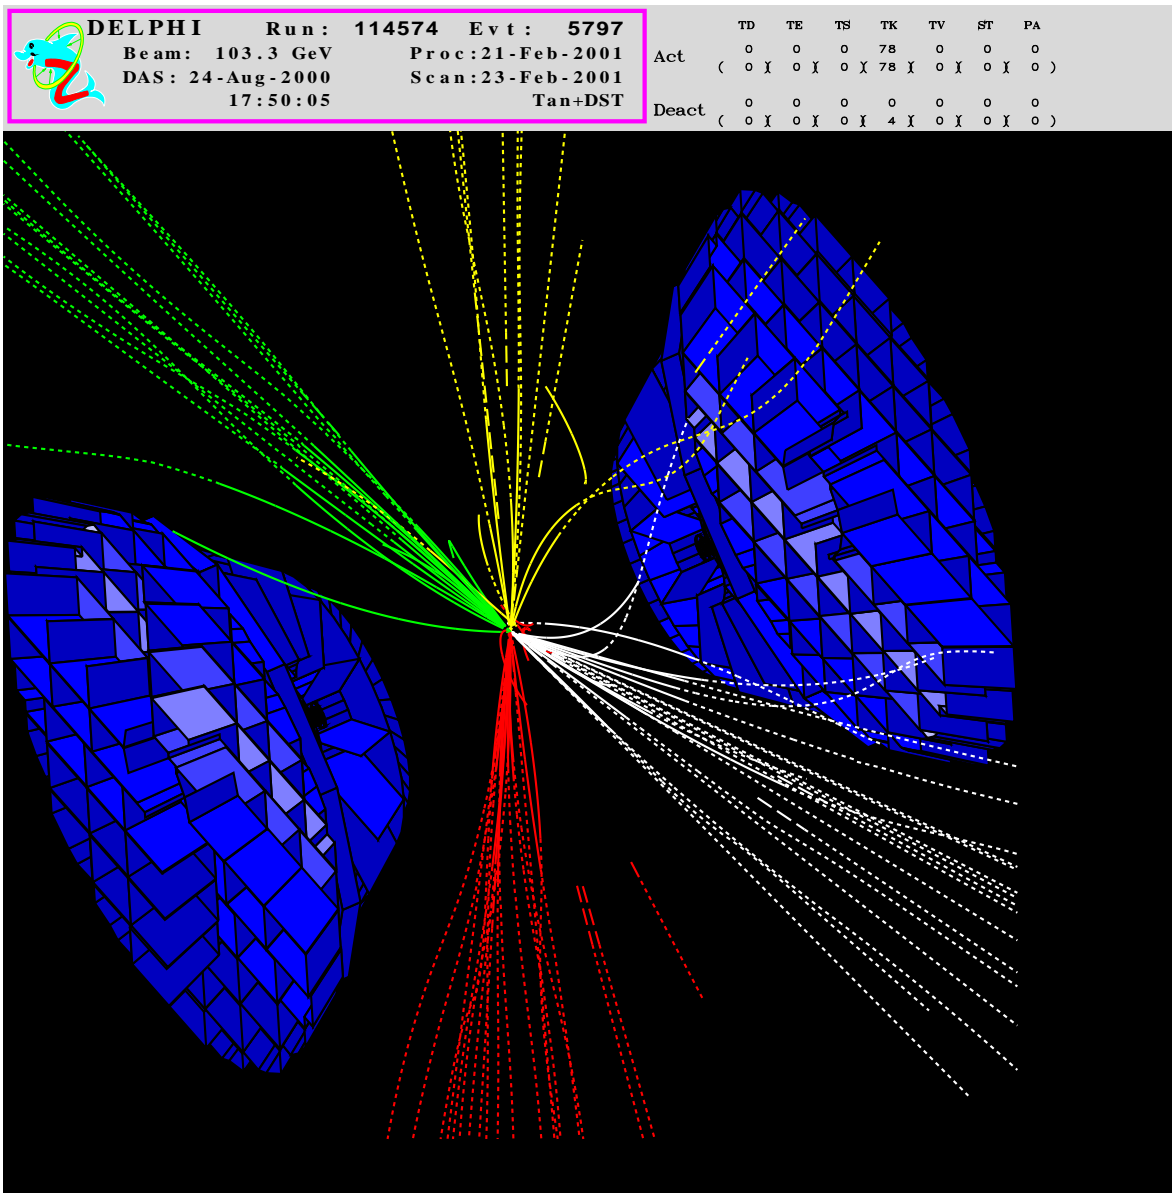 DELPHI Run: 114574 Evt: 5797
Beam: 103.3 GeV Proc:21-Feb-2001
DAS: 24-Aug-2000 Scan:23-Feb-2001
17:50:05 Tan+DST
TD TE TS TK TV ST PA
Act 0 0 0 78 0 0 0
( 0 )( 0 )( 0 )( 78 )( 0 )( 0 )( 0 )
Deact 0 0 0 0 0 0 0
( 0 )( 0 )( 0 )( 4 )( 0 )( 0 )( 0 )